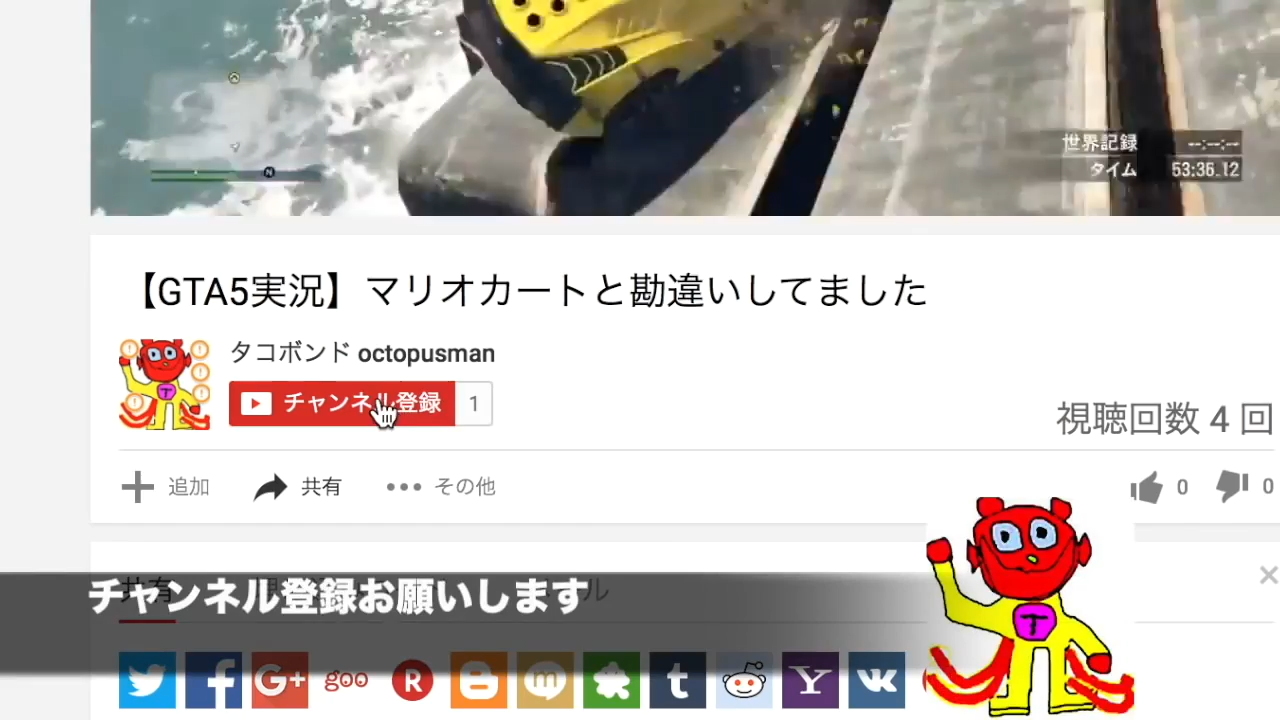 N
世界記録 --:--:--
タイム 53:36.12
【GTA5実況】マリオカートと勘違いしてました
タコボンド octopusman
チャンネル登録 1
視聴回数 4 回
追加 共有 その他 0 0
共有
チャンネル登録お願いします
f G+ goo R B m t Y VK
T
T